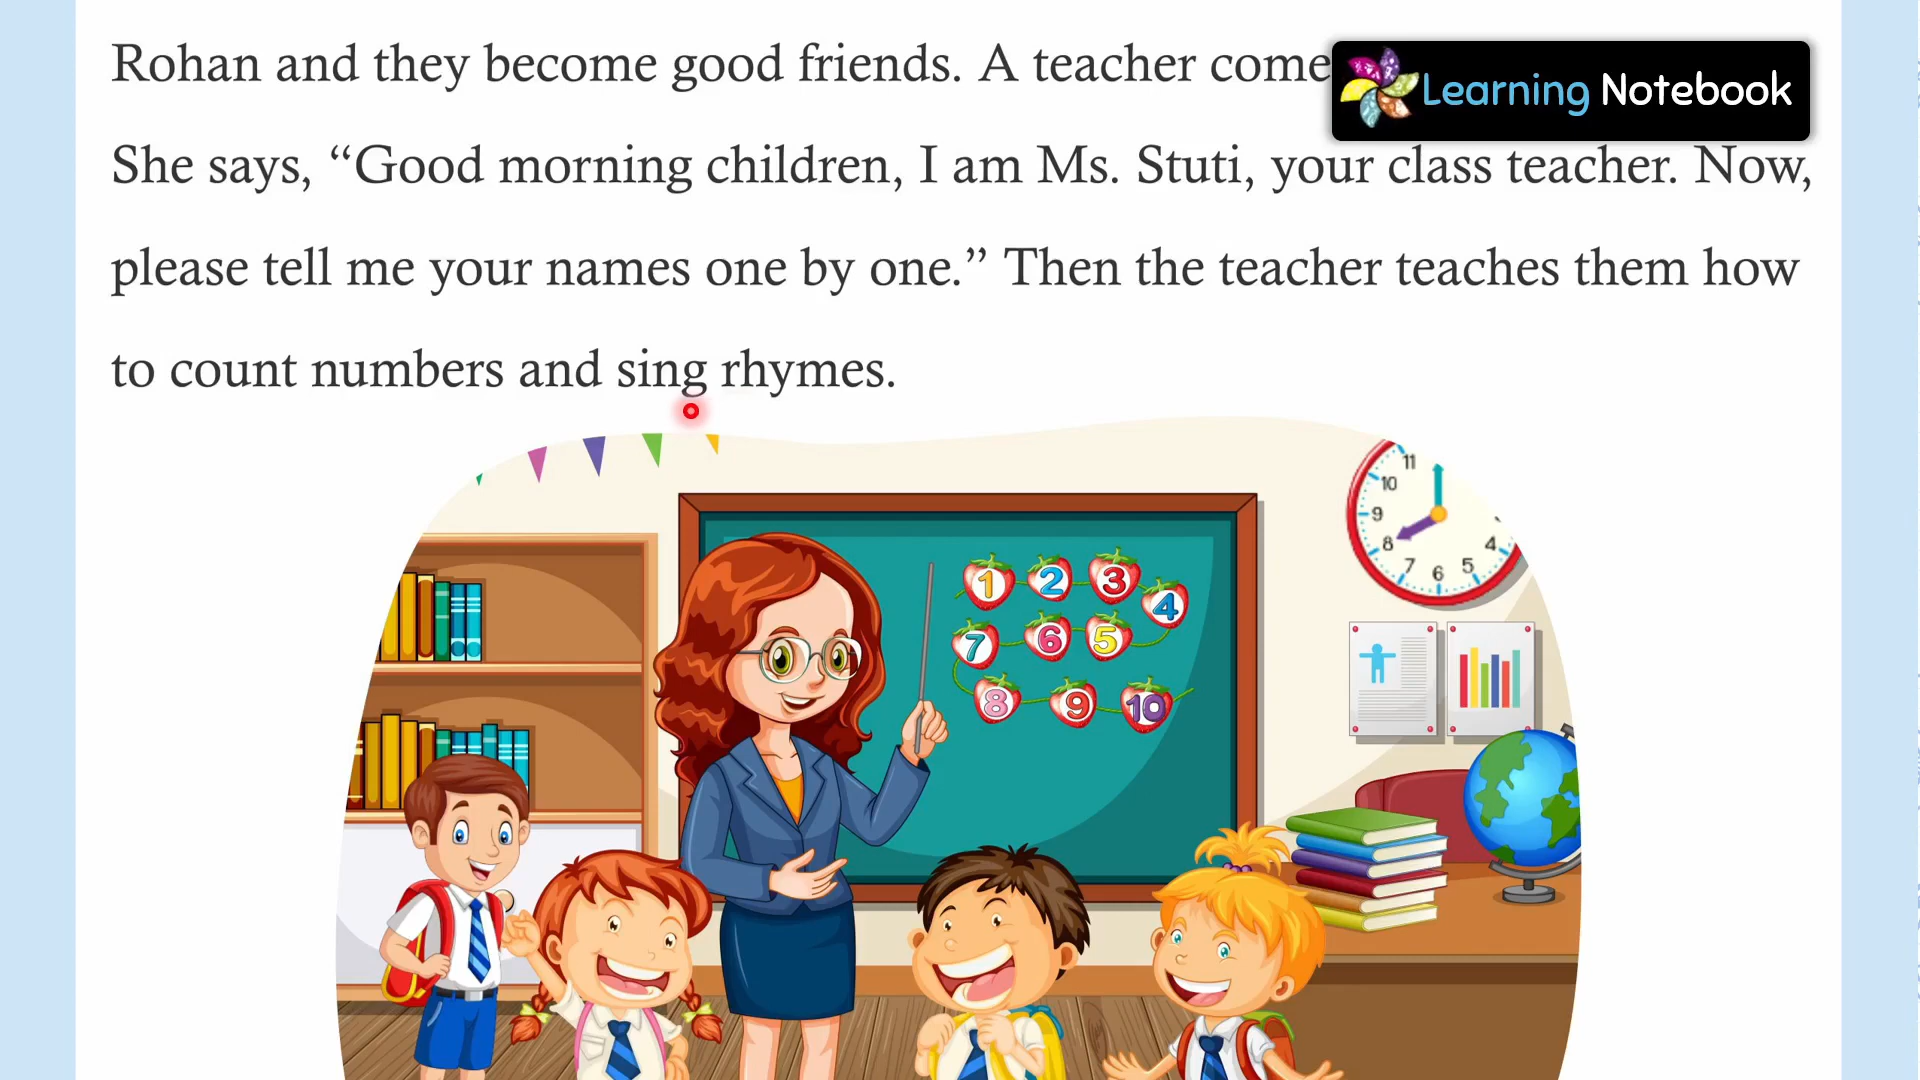 Rohan and they become good friends. A teacher come
Learning Notebook
She says, “Good morning children, I am Ms. Stuti, your class teacher. Now,
please tell me your names one by one.” Then the teacher teaches them how
to count numbers and sing rhymes.
11
10
9
8
7
6
5
4
1 2 3
4
7 6 5
8 9 10